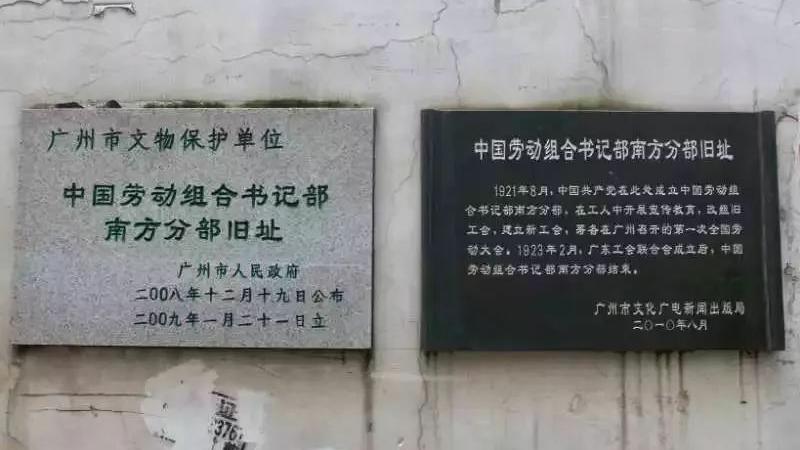 广州市文物保护单位
中国劳动组合书记部
南方分部旧址
广州市人民政府
二00八年十二月十九日公布
二00九年一月二十一日立
中国劳动组合书记部南方分部旧址
1921年8月，中国共产党在此处成立中国劳动组
合书记部南方分部，在工人中开展宣传教育，改组旧
工会，建立新工会，筹备在广州召开的第一次全国劳
动大会。1923年2月，广东工会联合会成立后，中国
劳动组合书记部南方分部结束。
广州市文化广电新闻出版局
二○一○年八月
证
3761